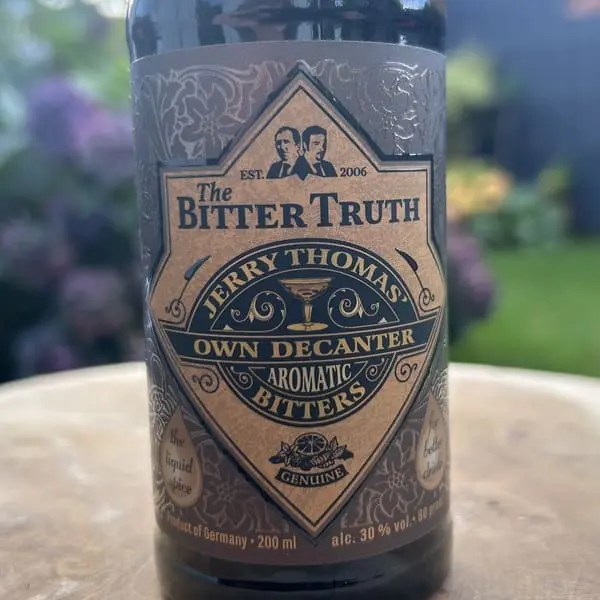 EST. 2006
The
BITTER TRUTH
JERRY THOMAS'
OWN DECANTER
AROMATIC
BITTERS
GENUINE
the
liquid
spice
for
better
drinks
Product of Germany • 200 ml
alc. 30 % vol. • 60